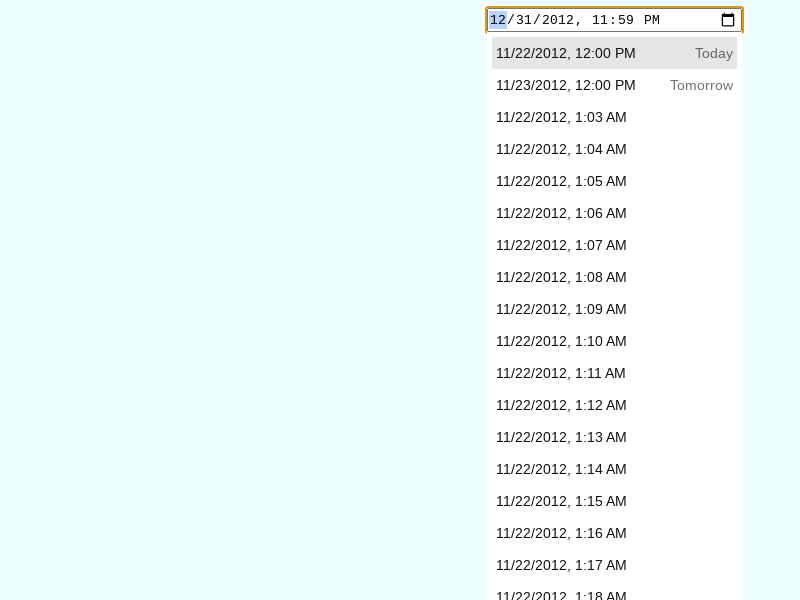 12/31/2012, 11:59 PM
11/22/2012, 12:00 PM Today
11/23/2012, 12:00 PM Tomorrow
11/22/2012, 1:03 AM
11/22/2012, 1:04 AM
11/22/2012, 1:05 AM
11/22/2012, 1:06 AM
11/22/2012, 1:07 AM
11/22/2012, 1:08 AM
11/22/2012, 1:09 AM
11/22/2012, 1:10 AM
11/22/2012, 1:11 AM
11/22/2012, 1:12 AM
11/22/2012, 1:13 AM
11/22/2012, 1:14 AM
11/22/2012, 1:15 AM
11/22/2012, 1:16 AM
11/22/2012, 1:17 AM
11/22/2012, 1:18 AM